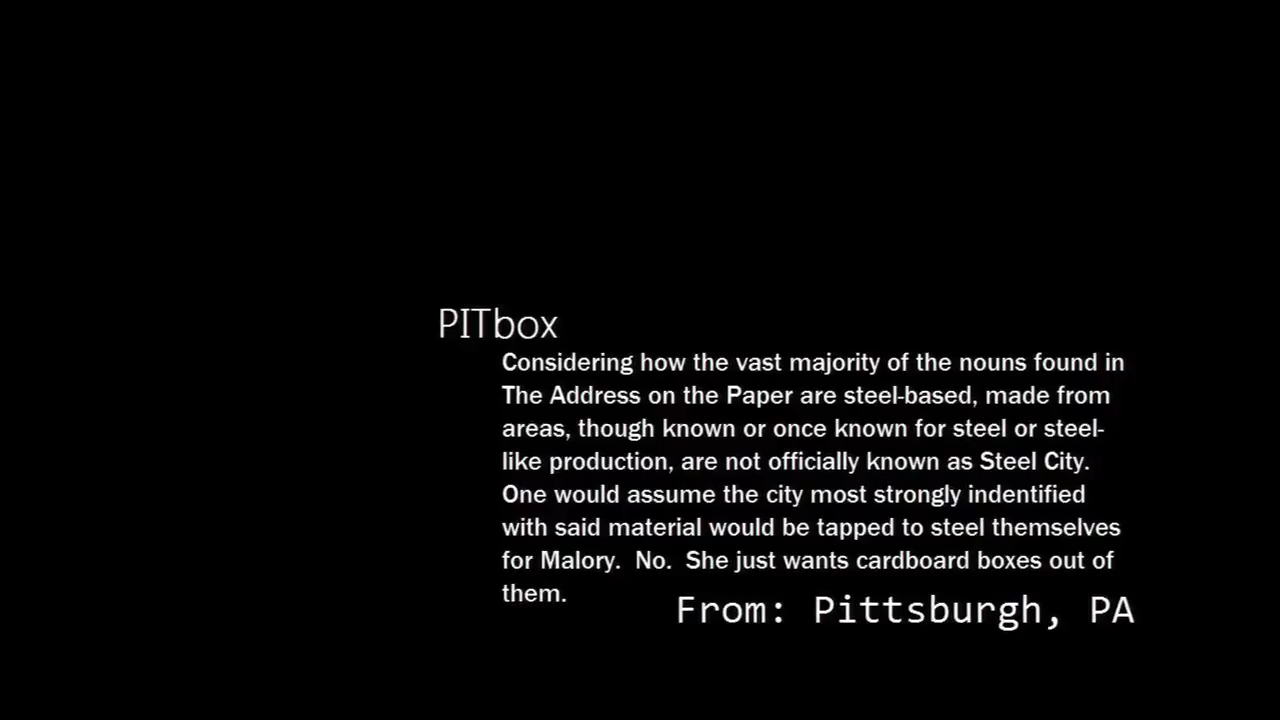 PITbox
Considering how the vast majority of the nouns found in
The Address on the Paper are steel-based, made from
areas, though known or once known for steel or steel-
like production, are not officially known as Steel City.
One would assume the city most strongly indentified
with said material would be tapped to steel themselves
for Malory.  No.  She just wants cardboard boxes out of
them.
From: Pittsburgh, PA